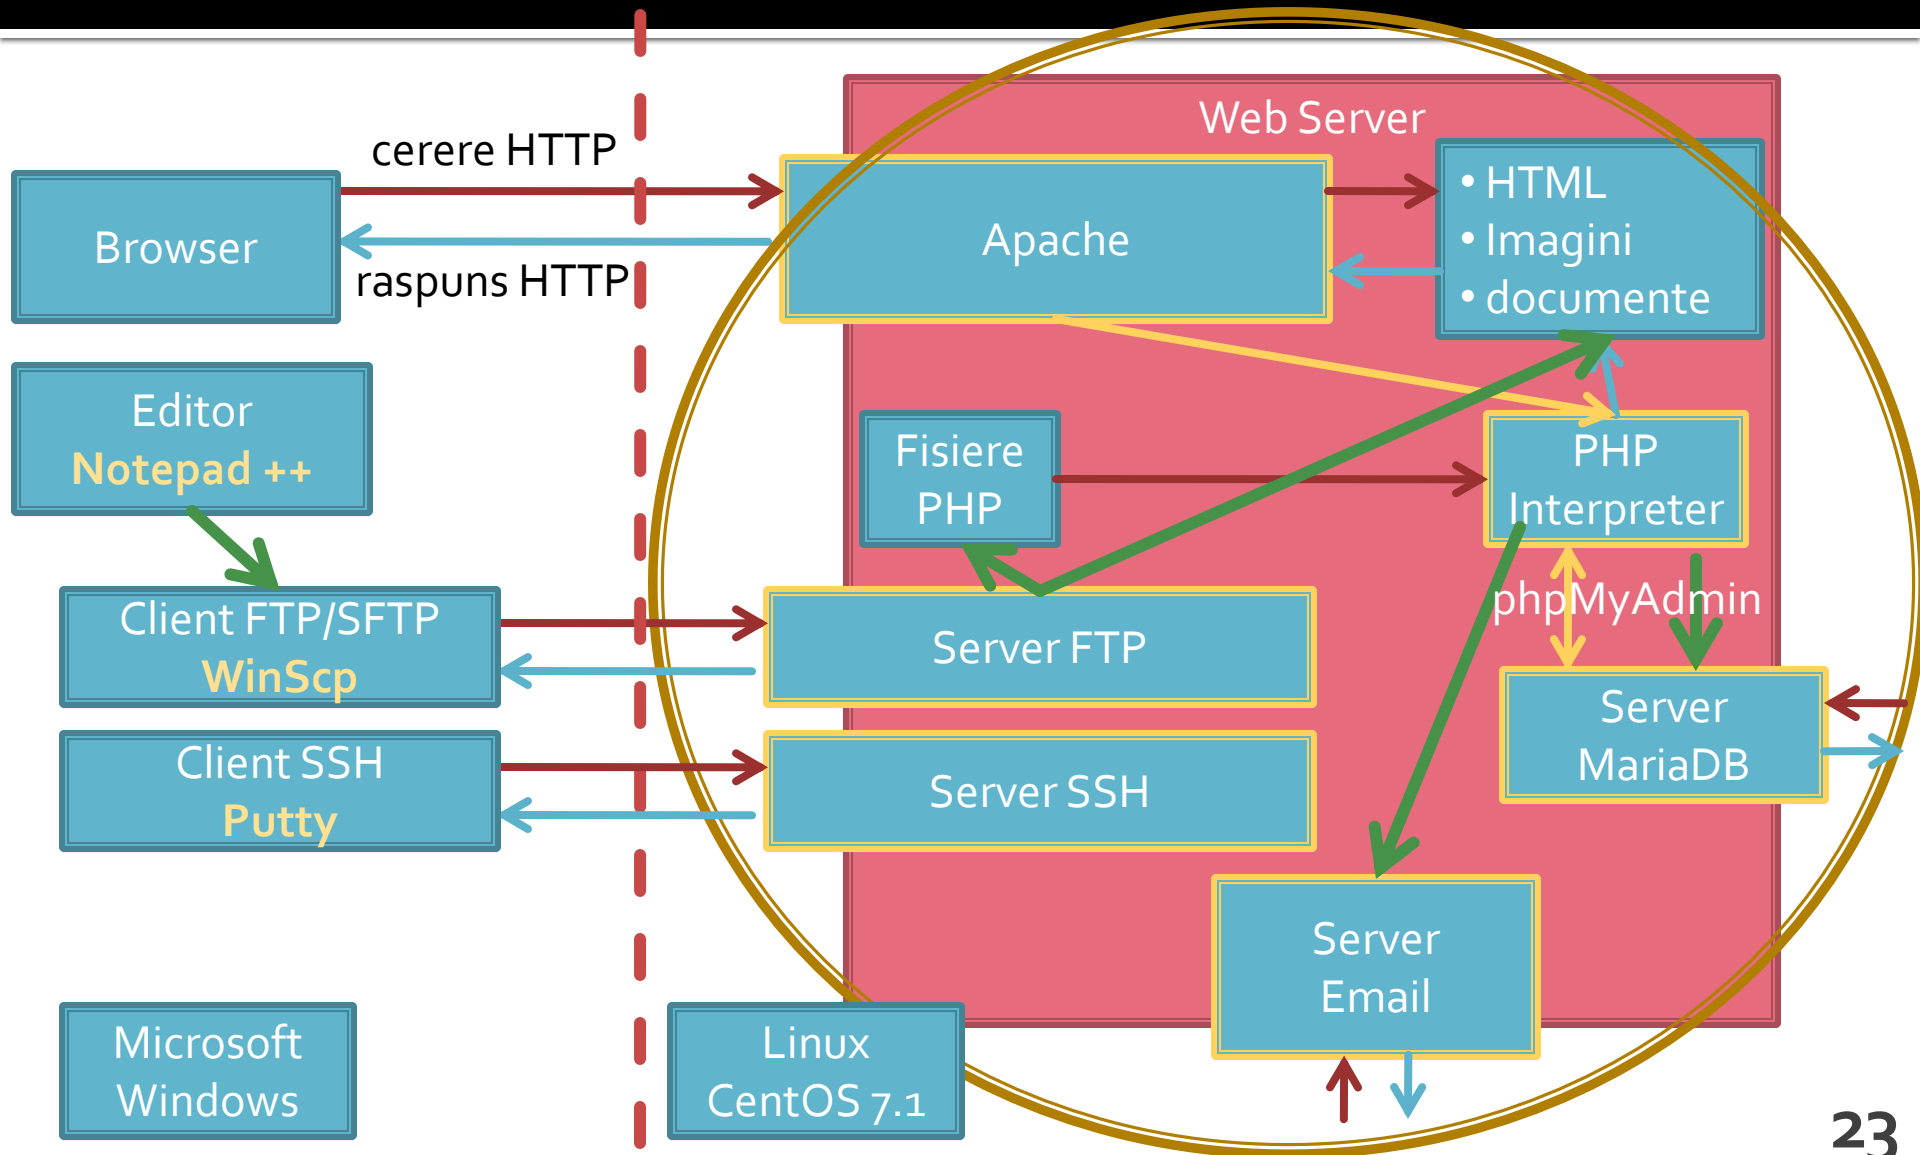 Web Server
cerere HTTP
Browser
raspuns HTTP
Apache
• HTML
• Imagini
• documente
Editor
Notepad ++
Fisiere
PHP
PHP
Interpreter
phpMyAdmin
Client FTP/SFTP
WinScp
Server FTP
Server
MariaDB
Client SSH
Putty
Server SSH
Server
Email
Microsoft
Windows
Linux
CentOS 7.1
23